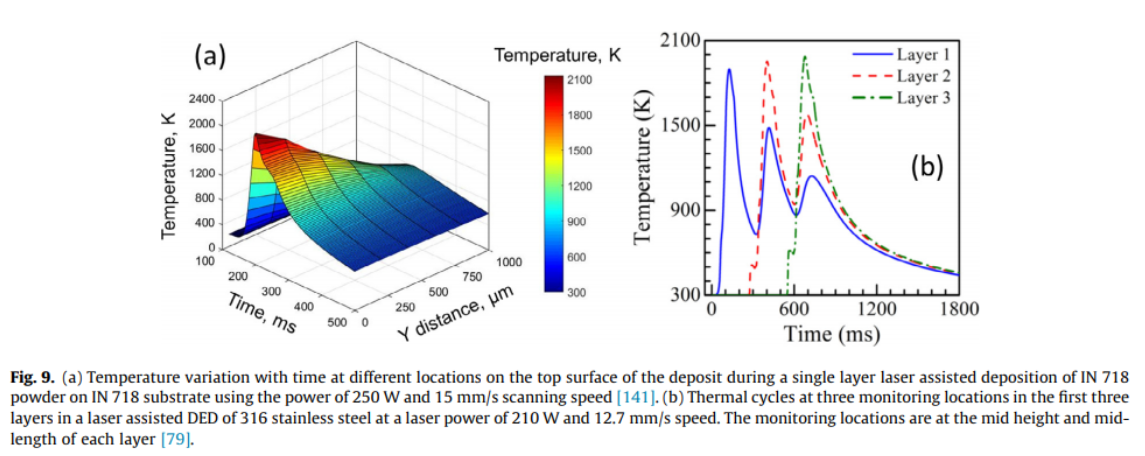 (a)
Temperature, K
2400
2000
1600
1200
800
400
0
100
200
300
400
500
Time, ms
0
250
500
750
1000
Y distance, μm
Temperature, K
2100
1800
1500
1200
900
600
300
2100
1500
900
300
Temperature (K)
0
600
1200
1800
Time (ms)
Layer 1
Layer 2
Layer 3
(b)
Fig. 9. (a) Temperature variation with time at different locations on the top surface of the deposit during a single layer laser assisted deposition of IN 718
powder on IN 718 substrate using the power of 250 W and 15 mm/s scanning speed [141]. (b) Thermal cycles at three monitoring locations in the first three
layers in a laser assisted DED of 316 stainless steel at a laser power of 210 W and 12.7 mm/s speed. The monitoring locations are at the mid height and mid-
length of each layer [79].